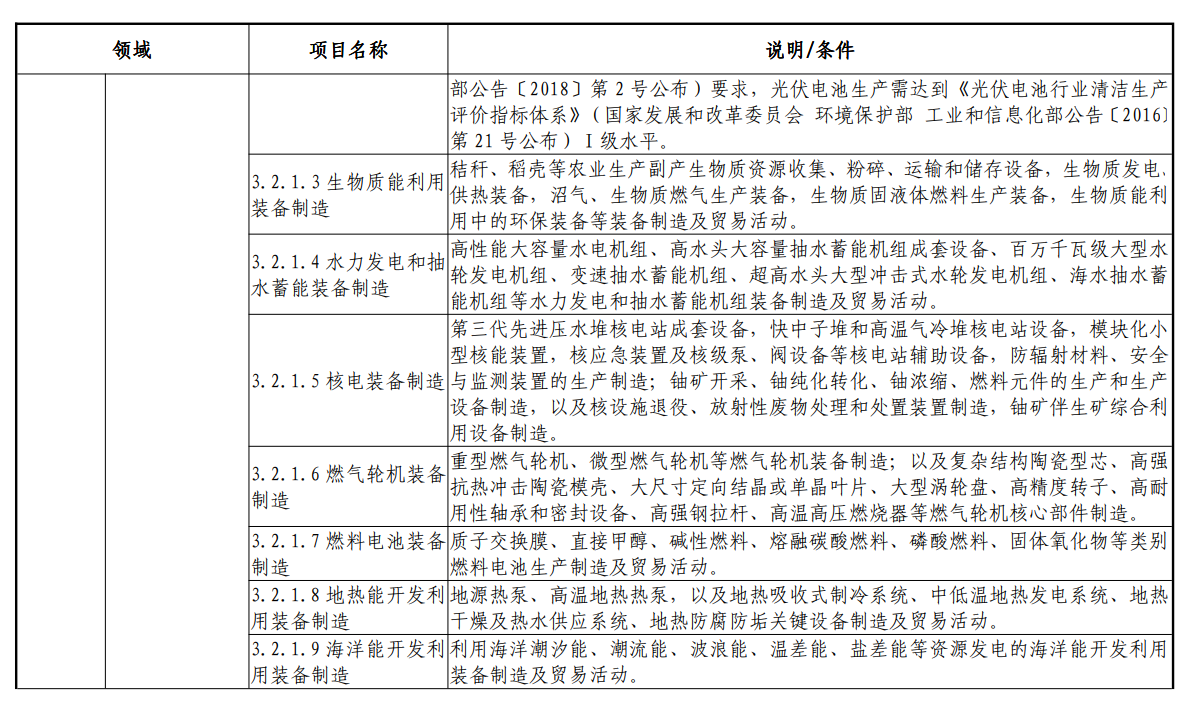 领域 项目名称 说明/条件
部公告〔2018〕第 2 号公布）要求，光伏电池生产需达到《光伏电池行业清洁生产
评价指标体系》（国家发展和改革委员会 环境保护部 工业和信息化部公告〔2016〕
第 21 号公布）Ⅰ级水平。
3.2.1.3 生物质能利用
装备制造
秸秆、稻壳等农业生产副产生物质资源收集、粉碎、运输和储存设备，生物质发电、
供热装备，沼气、生物质燃气生产装备，生物质固液体燃料生产装备，生物质能利
用中的环保装备等装备制造及贸易活动。
3.2.1.4 水力发电和抽
水蓄能装备制造
高性能大容量水电机组、高水头大容量抽水蓄能机组成套设备、百万千瓦级大型水
轮发电机组、变速抽水蓄能机组、超高水头大型冲击式水轮发电机组、海水抽水蓄
能机组等水力发电和抽水蓄能机组装备制造及贸易活动。
3.2.1.5 核电装备制造
第三代先进压水堆核电站成套设备，快中子堆和高温气冷堆核电站设备，模块化小
型核能装置，核应急装置及核级泵、阀设备等核电站辅助设备，防辐射材料、安全
与监测装置的生产制造；铀矿开采、铀纯化转化、铀浓缩、燃料元件的生产和生产
设备制造，以及核设施退役、放射性废物处理和处置装置制造，铀矿伴生矿综合利
用设备制造。
3.2.1.6 燃气轮机装备
制造
重型燃气轮机、微型燃气轮机等燃气轮机装备制造；以及复杂结构陶瓷型芯、高强
抗热冲击陶瓷模壳、大尺寸定向结晶或单晶叶片、大型涡轮盘、高精度转子、高耐
用性轴承和密封设备、高强钢拉杆、高温高压燃烧器等燃气轮机核心部件制造。
3.2.1.7 燃料电池装备
制造
质子交换膜、直接甲醇、碱性燃料、熔融碳酸燃料、磷酸燃料、固体氧化物等类别
燃料电池生产制造及贸易活动。
3.2.1.8 地热能开发利
用装备制造
地源热泵、高温地热热泵，以及地热吸收式制冷系统、中低温地热发电系统、地热
干燥及热水供应系统、地热防腐防垢关键设备制造及贸易活动。
3.2.1.9 海洋能开发利
用装备制造
利用海洋潮汐能、潮流能、波浪能、温差能、盐差能等资源发电的海洋能开发利用
装备制造及贸易活动。